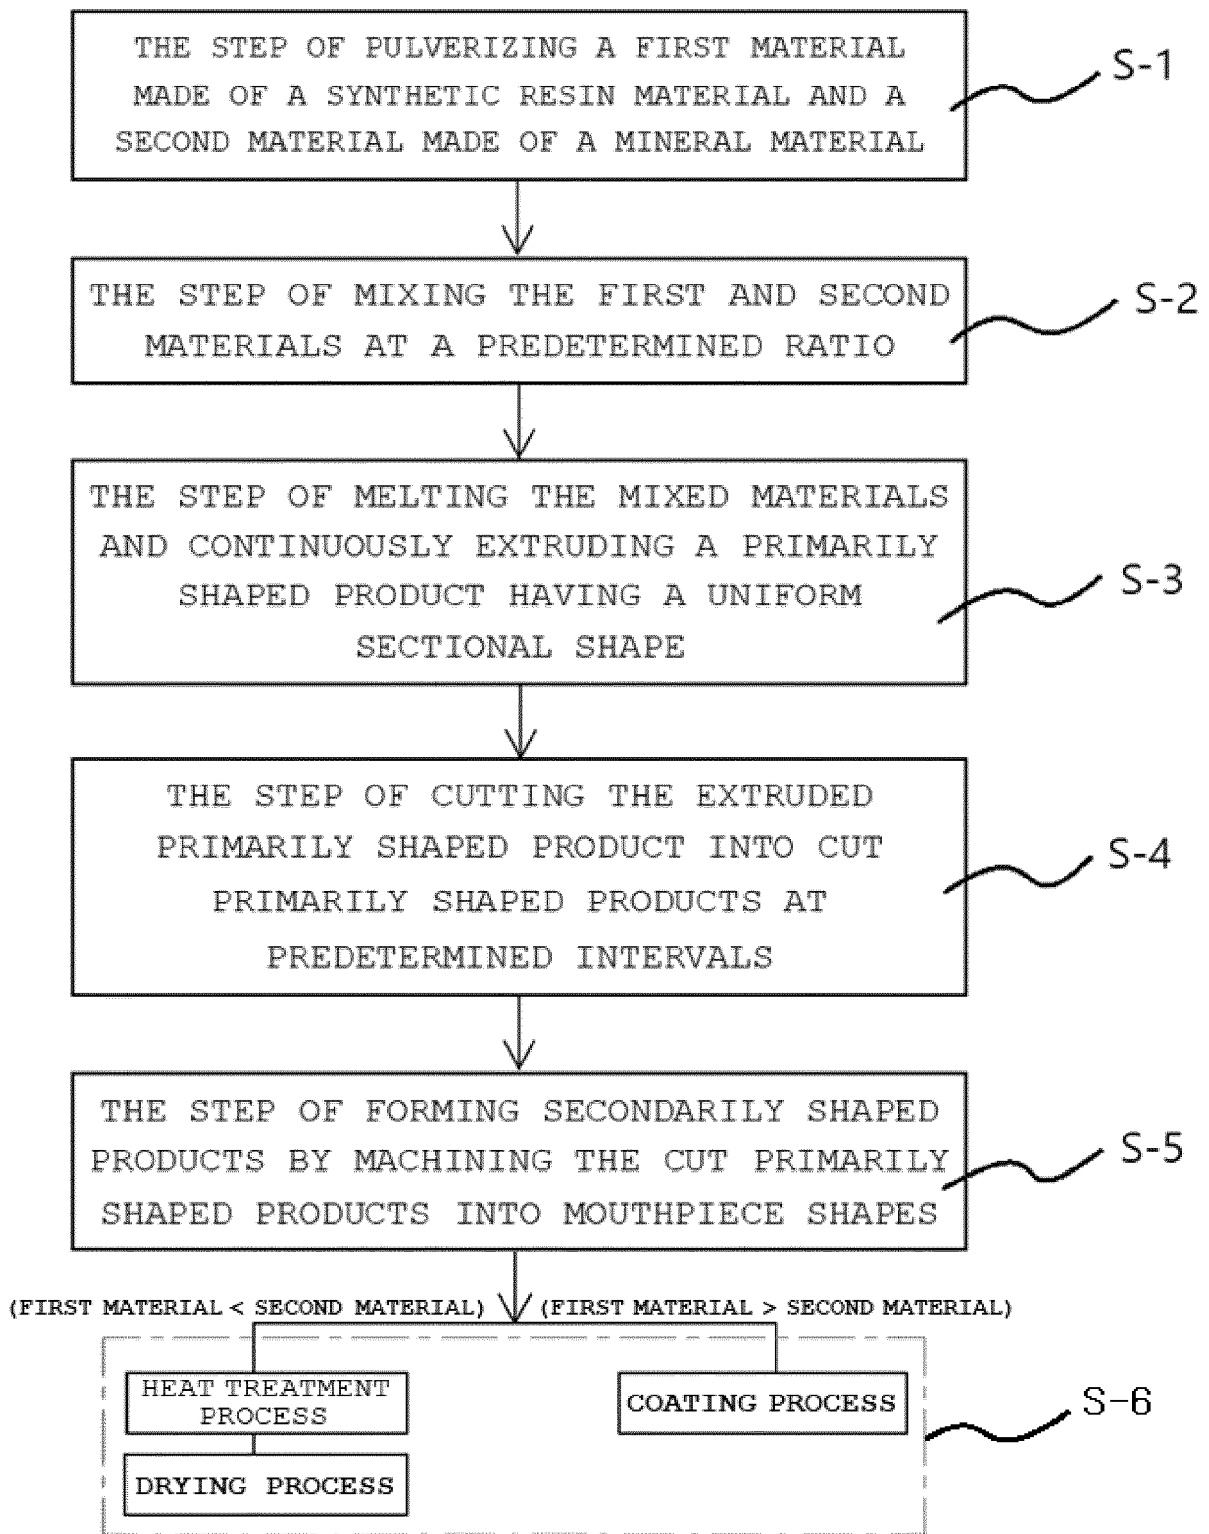 THE STEP OF PULVERIZING A FIRST MATERIAL
MADE OF A SYNTHETIC RESIN MATERIAL AND A
SECOND MATERIAL MADE OF A MINERAL MATERIAL
S-1
THE STEP OF MIXING THE FIRST AND SECOND
MATERIALS AT A PREDETERMINED RATIO
S-2
THE STEP OF MELTING THE MIXED MATERIALS
AND CONTINUOUSLY EXTRUDING A PRIMARILY
SHAPED PRODUCT HAVING A UNIFORM
SECTIONAL SHAPE
S-3
THE STEP OF CUTTING THE EXTRUDED
PRIMARILY SHAPED PRODUCT INTO CUT
PRIMARILY SHAPED PRODUCTS AT
PREDETERMINED INTERVALS
S-4
THE STEP OF FORMING SECONDARILY SHAPED
PRODUCTS BY MACHINING THE CUT PRIMARILY
SHAPED PRODUCTS INTO MOUTHPIECE SHAPES
S-5
(FIRST MATERIAL < SECOND MATERIAL)
(FIRST MATERIAL > SECOND MATERIAL)
HEAT TREATMENT
PROCESS
DRYING PROCESS
COATING PROCESS
S-6